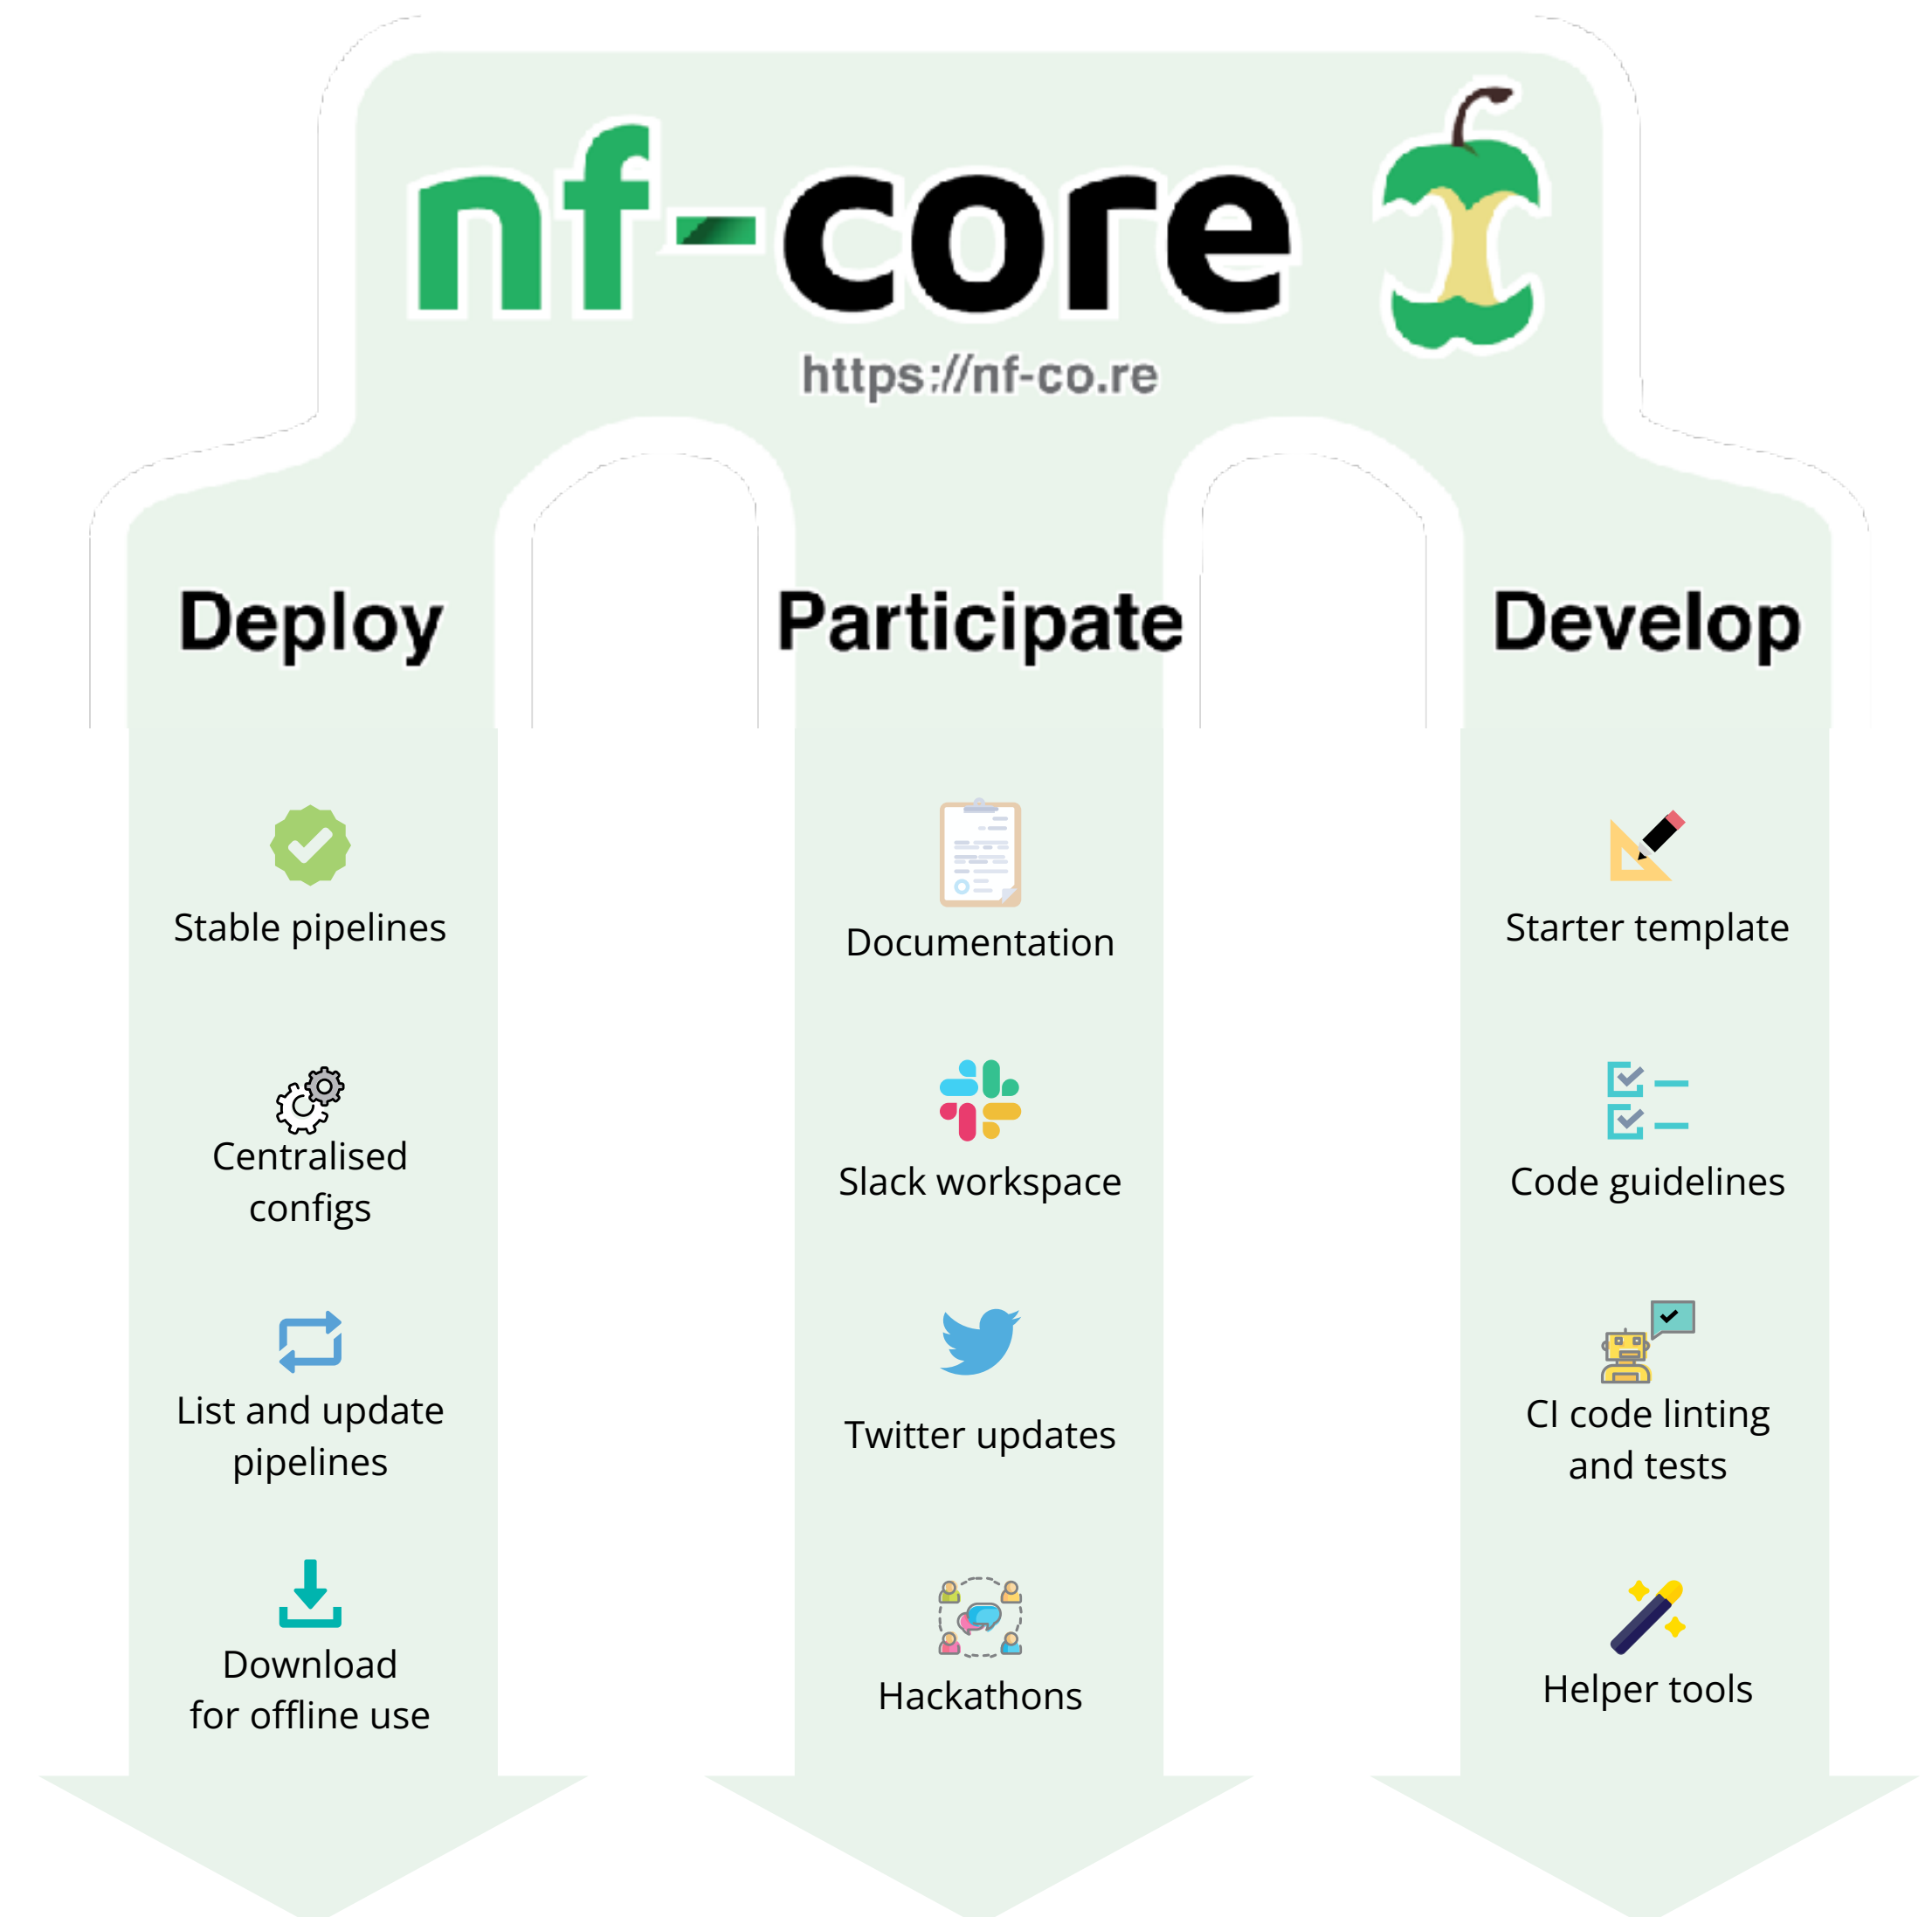 nf-core
https://nf-co.re
Deploy
Stable pipelines
Centralised
configs
List and update
pipelines
Download
for offline use
Participate
Documentation
Slack workspace
Twitter updates
Hackathons
Develop
Starter template
Code guidelines
CI code linting
and tests
Helper tools